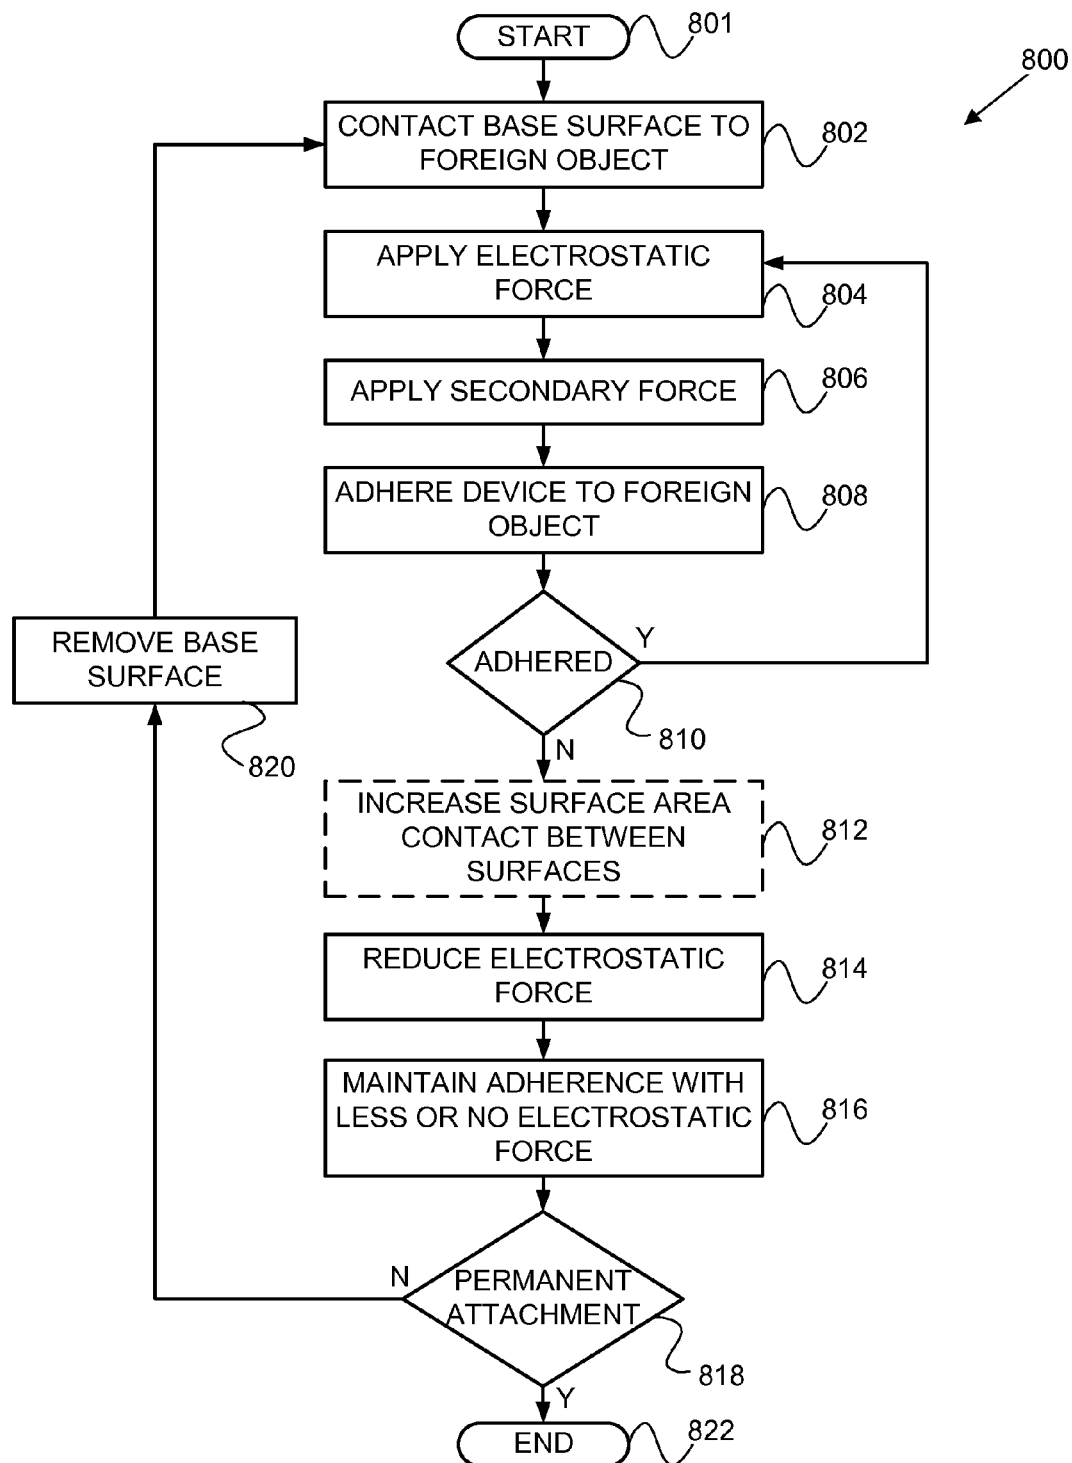 START
801
800
CONTACT BASE SURFACE TO
FOREIGN OBJECT
802
APPLY ELECTROSTATIC
FORCE
804
APPLY SECONDARY FORCE
806
ADHERE DEVICE TO FOREIGN
OBJECT
808
ADHERED
Y
810
N
REMOVE BASE
SURFACE
820
INCREASE SURFACE AREA
CONTACT BETWEEN
SURFACES
812
REDUCE ELECTROSTATIC
FORCE
814
MAINTAIN ADHERENCE WITH
LESS OR NO ELECTROSTATIC
FORCE
816
N
PERMANENT
ATTACHMENT
818
Y
END
822